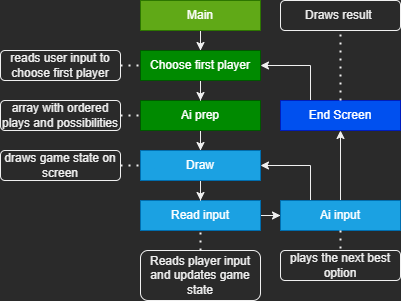 Main
Draws result
reads user input to
choose first player
Choose first player
array with ordered
plays and possibilities
Ai prep
End Screen
draws game state on
screen
Draw
Read input
Ai input
Reads player input
and updates game
state
plays the next best
option